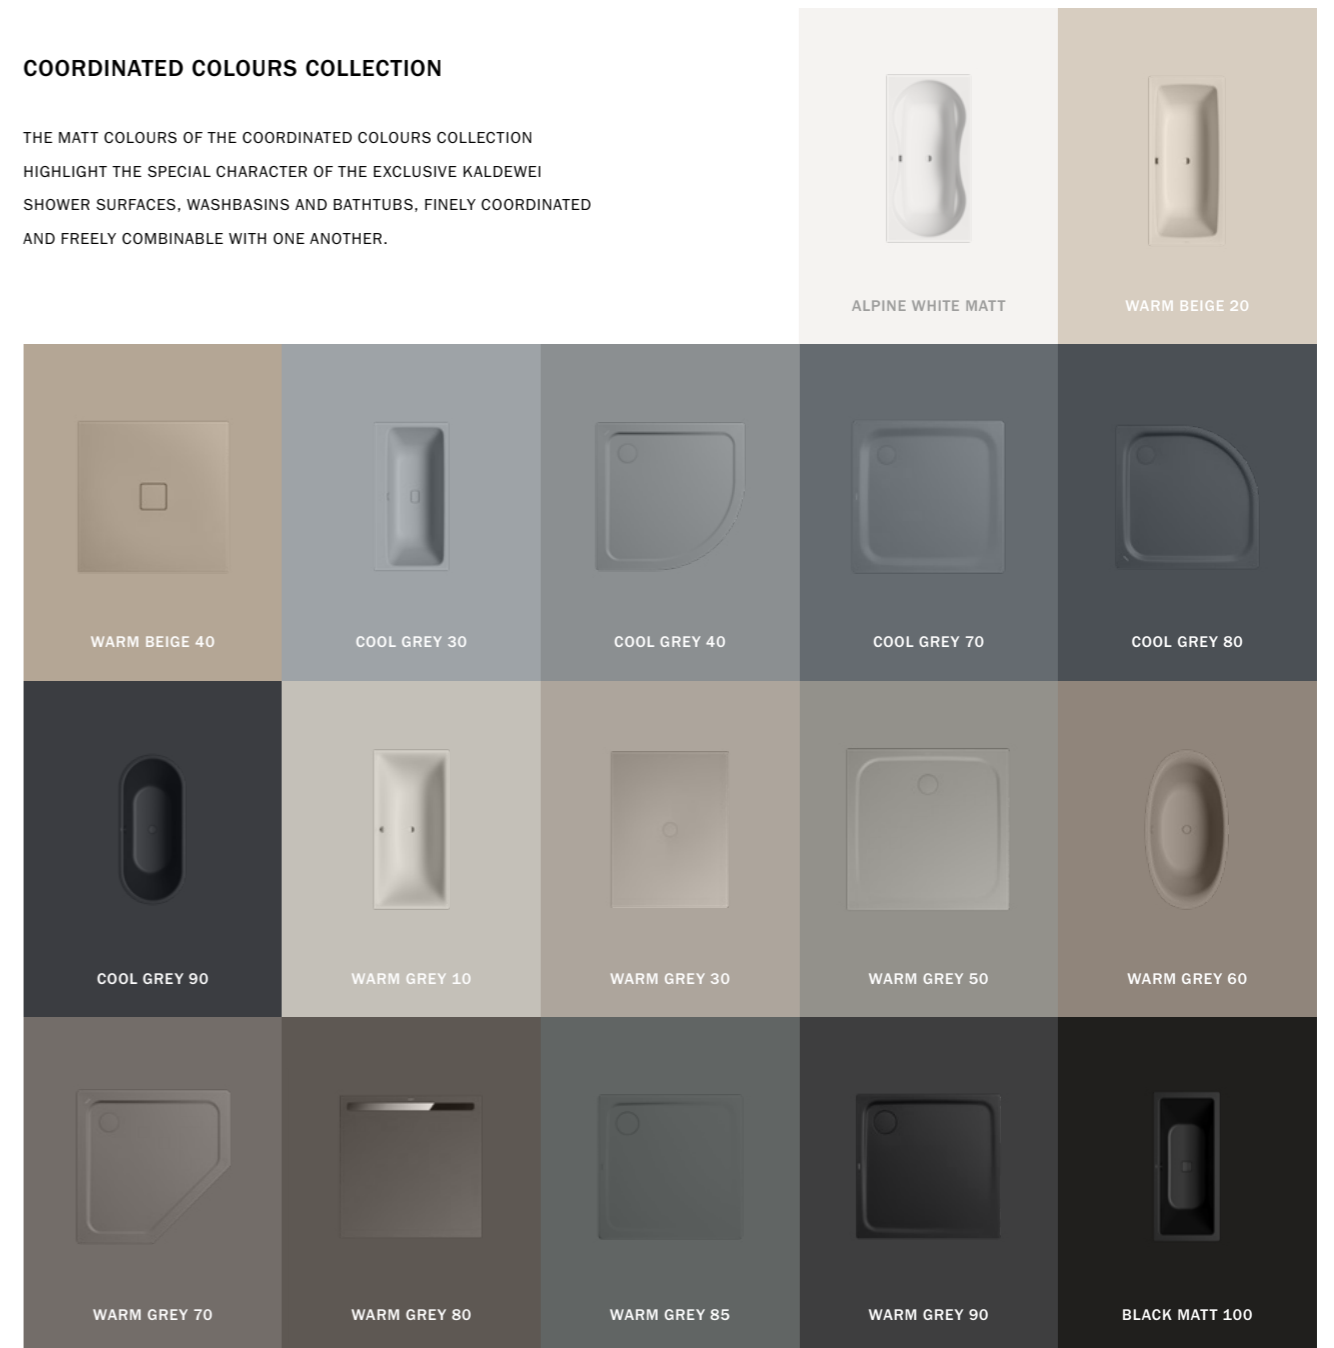 COORDINATED COLOURS COLLECTION
THE MATT COLOURS OF THE COORDINATED COLOURS COLLECTION
HIGHLIGHT THE SPECIAL CHARACTER OF THE EXCLUSIVE KALDEWEI
SHOWER SURFACES, WASHBASINS AND BATHTUBS, FINELY COORDINATED
AND FREELY COMBINABLE WITH ONE ANOTHER.
ALPINE WHITE MATT
WARM BEIGE 20
WARM BEIGE 40
COOL GREY 30
COOL GREY 40
COOL GREY 70
COOL GREY 80
COOL GREY 90
WARM GREY 10
WARM GREY 30
WARM GREY 50
WARM GREY 60
WARM GREY 70
WARM GREY 80
WARM GREY 85
WARM GREY 90
BLACK MATT 100